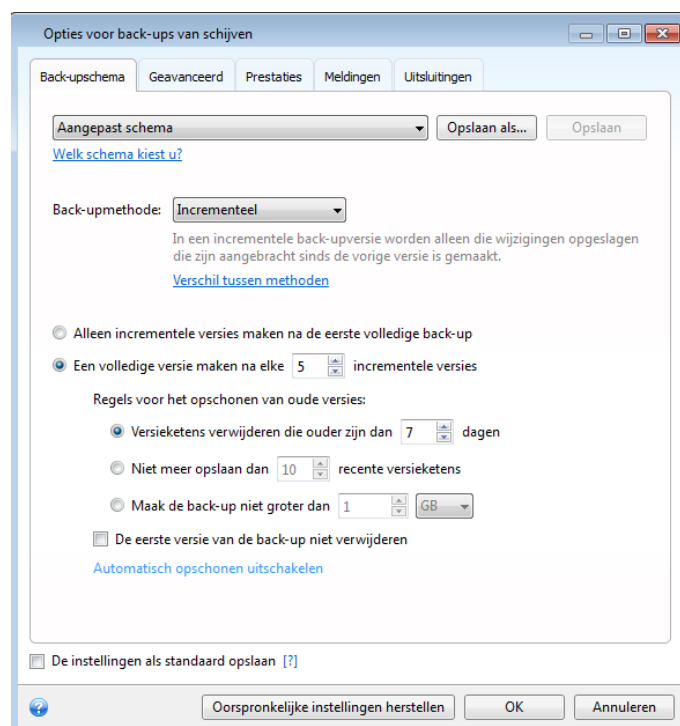 Opties voor back-ups van schijven
Back-upschema Geavanceerd Prestaties Meldingen Uitsluitingen
Aangepast schema Opslaan als... Opslaan
Welk schema kiest u?
Back-upmethode: Incrementeel
In een incrementele back-upversie worden alleen die wijzigingen opgeslagen
die zijn aangebracht sinds de vorige versie is gemaakt.
Verschil tussen methoden
Alleen incrementele versies maken na de eerste volledige back-up
Een volledige versie maken na elke 5 incrementele versies
Regels voor het opschonen van oude versies:
Versieketens verwijderen die ouder zijn dan 7 dagen
Niet meer opslaan dan 10 recente versieketens
Maak de back-up niet groter dan 1 GB
De eerste versie van de back-up niet verwijderen
Automatisch opschonen uitschakelen
De instellingen als standaard opslaan [?]
? Oorspronkelijke instellingen herstellen OK Annuleren